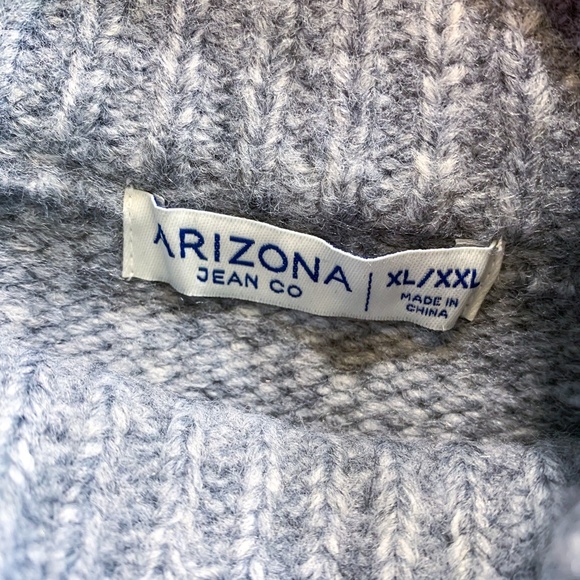 ARIZONA
JEAN CO
XL/XXL
MADE IN
CHINA